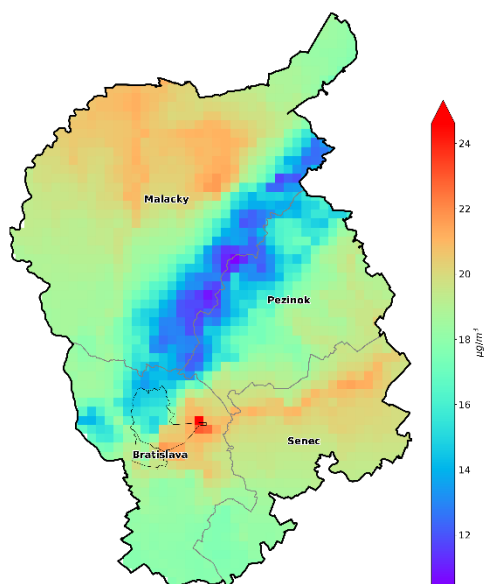 24
Malacky
22
20
Pezinok
18
µg/m³
16
Senec
Bratislava
14
12